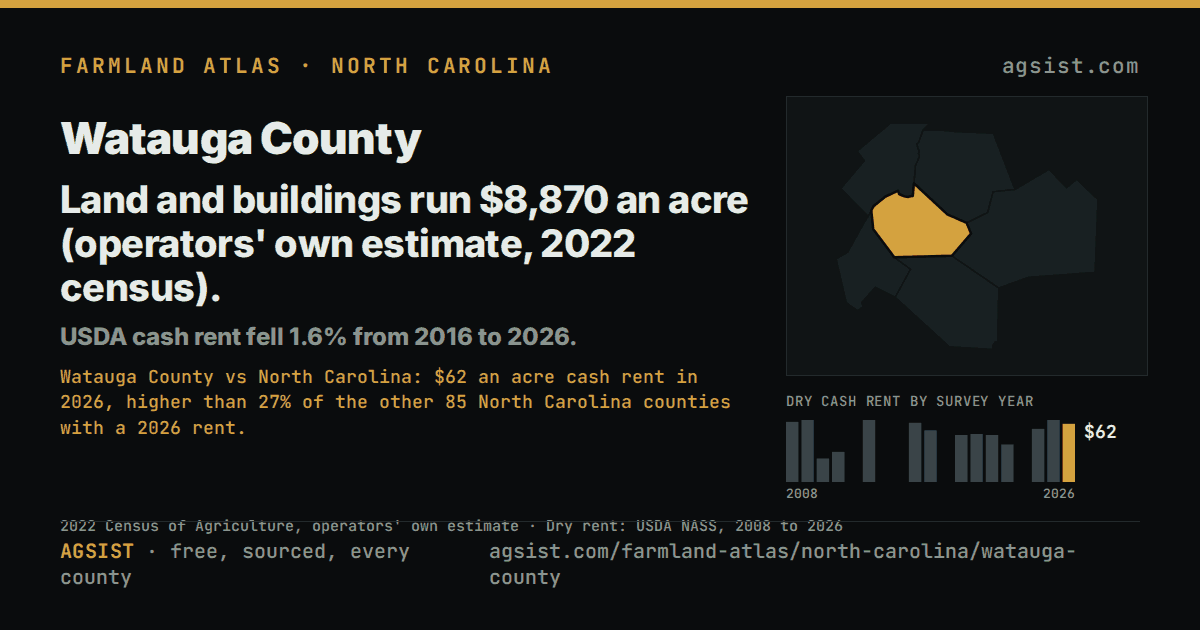 FARMLAND ATLAS · NORTH CAROLINA
agsist.com
Watauga County
Land and buildings run $8,870 an acre
(operators' own estimate, 2022
census).
USDA cash rent fell 1.6% from 2016 to 2026.
Watauga County vs North Carolina: $62 an acre cash rent in
2026, higher than 27% of the other 85 North Carolina counties
with a 2026 rent.
DRY CASH RENT BY SURVEY YEAR
$62
2008
2026
2022 Census of Agriculture, operators' own estimate · Dry rent: USDA NASS, 2008 to 2026
AGSIST · free, sourced, every
county
agsist.com/farmland-atlas/north-carolina/watauga-
county